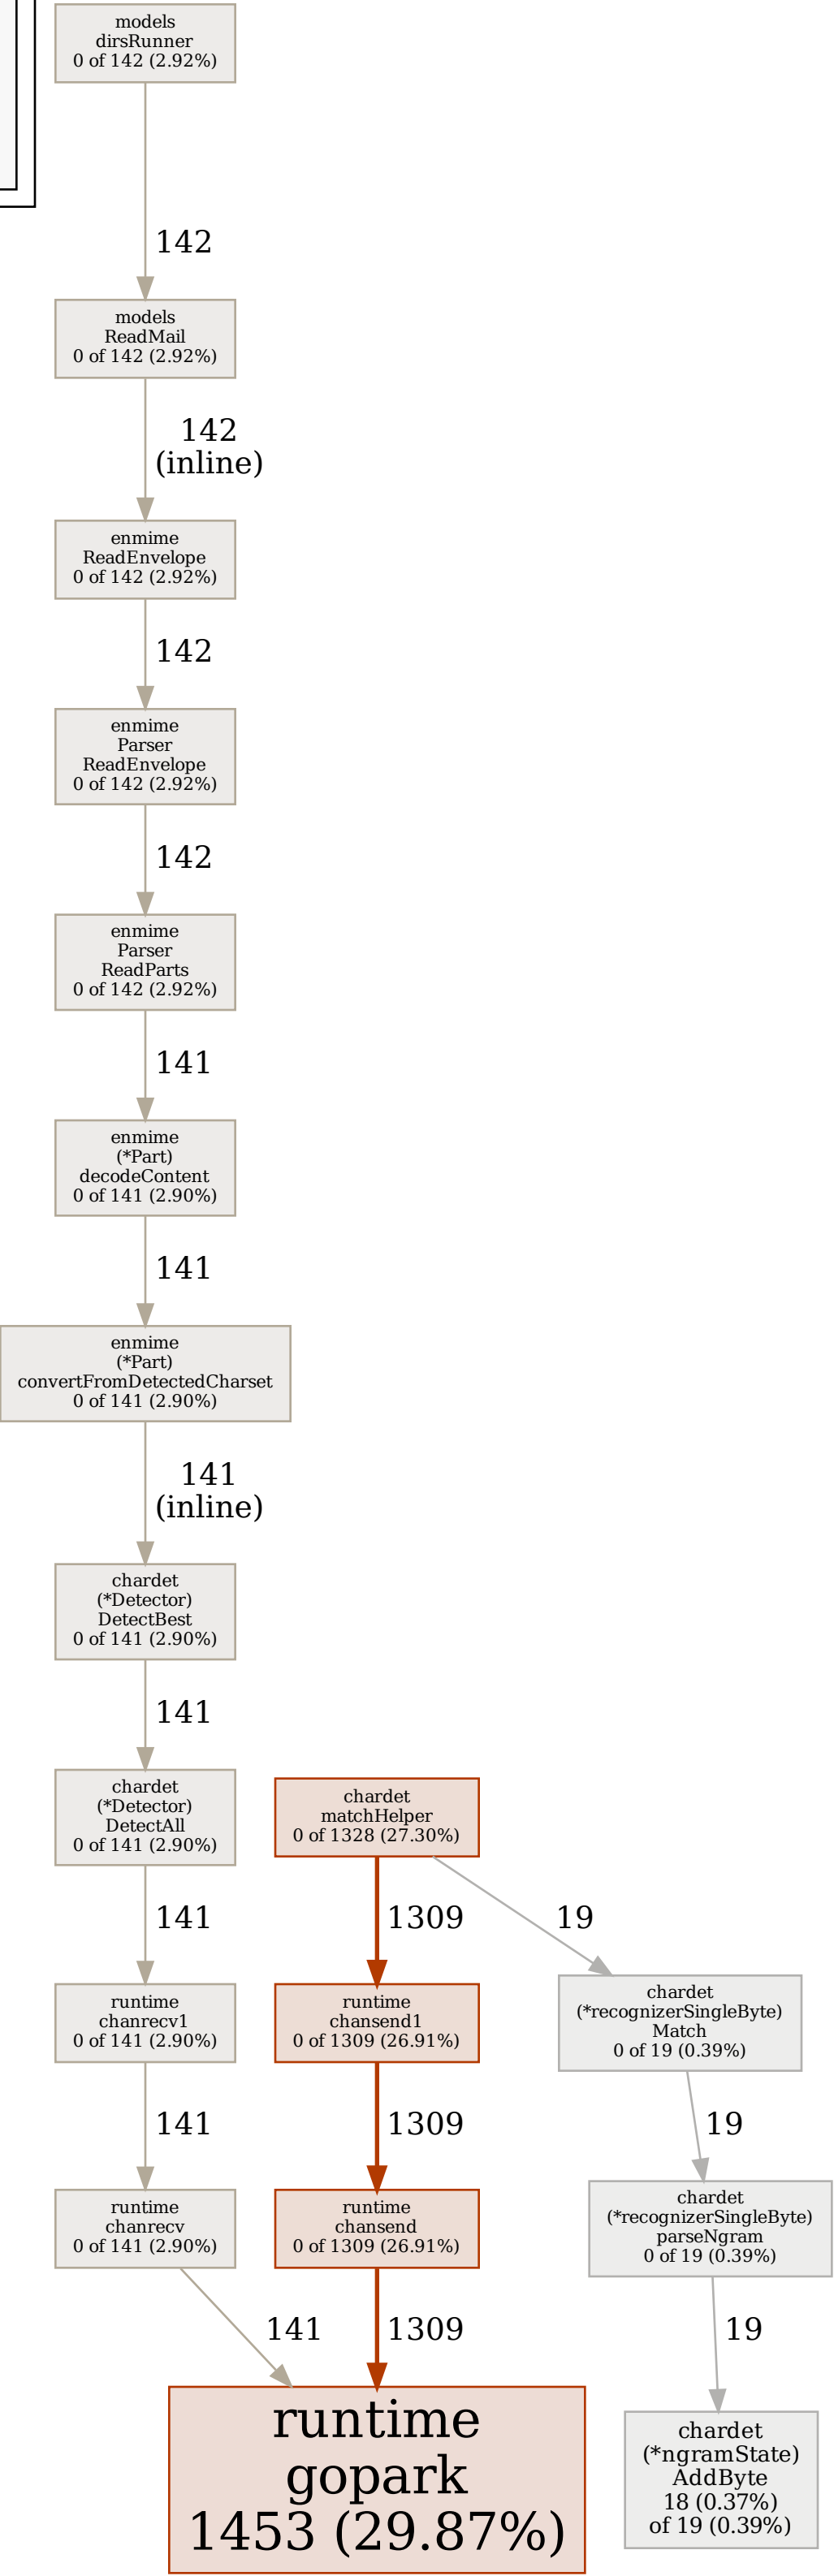 models
dirsRunner
0 of 142 (2.92%)
142
models
ReadMail
0 of 142 (2.92%)
142
(inline)
enmime
ReadEnvelope
0 of 142 (2.92%)
142
enmime
Parser
ReadEnvelope
0 of 142 (2.92%)
142
enmime
Parser
ReadParts
0 of 142 (2.92%)
141
enmime
(*Part)
decodeContent
0 of 141 (2.90%)
141
enmime
(*Part)
convertFromDetectedCharset
0 of 141 (2.90%)
141
(inline)
chardet
(*Detector)
DetectBest
0 of 141 (2.90%)
141
chardet
(*Detector)
DetectAll
0 of 141 (2.90%)
chardet
matchHelper
0 of 1328 (27.30%)
141
1309
19
runtime
chanrecv1
0 of 141 (2.90%)
runtime
chansend1
0 of 1309 (26.91%)
chardet
(*recognizerSingleByte)
Match
0 of 19 (0.39%)
141
1309
19
runtime
chanrecv
0 of 141 (2.90%)
runtime
chansend
0 of 1309 (26.91%)
chardet
(*recognizerSingleByte)
parseNgram
0 of 19 (0.39%)
141
1309
19
runtime
gopark
1453 (29.87%)
chardet
(*ngramState)
AddByte
18 (0.37%)
of 19 (0.39%)